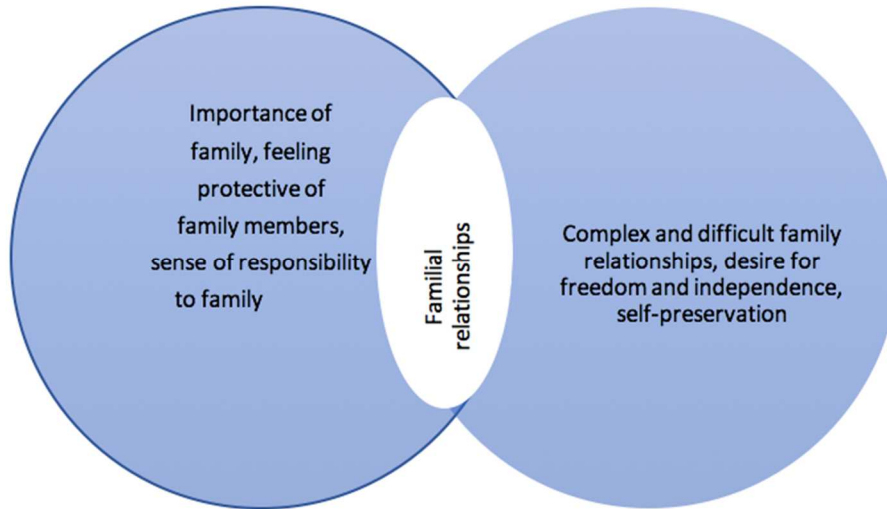 Importance of
family, feeling
protective of
family members,
sense of responsibility
to family
Familial
relationships
Complex and difficult family
relationships, desire for
freedom and independence,
self-preservation